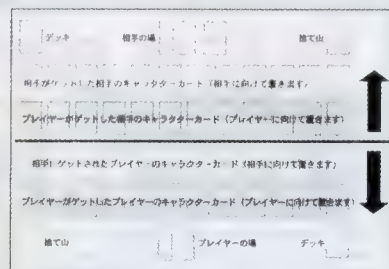 デッキ 相手の場 捨て山
相手がゲットした相手のキャラクターカード（相手に向けて置きます）
プレイヤーがゲットした相手のキャラクターカード（プレイヤーに向けて置きます）
相手にゲットされたプレイヤーのキャラクターカード（相手に向けて置きます）
プレイヤーがゲットしたプレイヤーのキャラクターカード（プレイヤーに向けて置きます）
捨て山 プレイヤーの場 デッキ